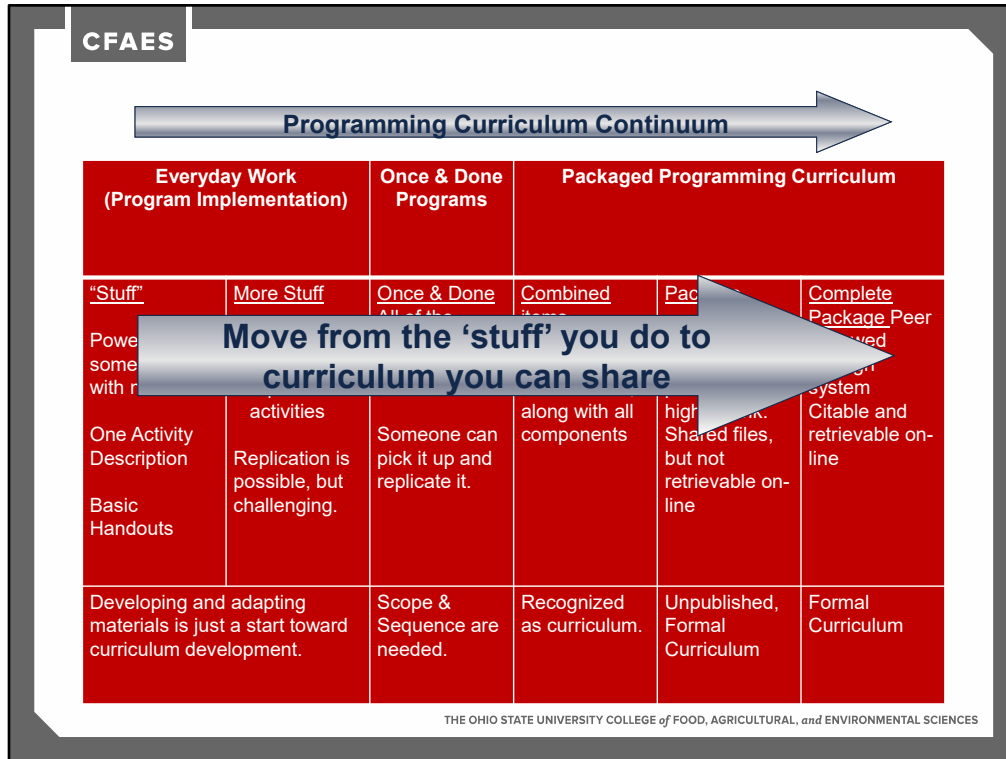 CFAES
Programming Curriculum Continuum
Everyday Work
(Program Implementation)
Once & Done
Programs
Packaged Programming Curriculum
"Stuff"
some
One Activity
Description
Basic
Handouts
More Stuff
activities
Replication is
possible, but
challenging.
Once & Done
Someone can
pick it up and
replicate it.
Combined
along with all
components
Shared files,
but not
retrievable on-
line
Complete
Package Peer
system
Citable and
retrievable on-
line
Move from the ‘stuff’ you do to
curriculum you can share
Developing and adapting
materials is just a start toward
curriculum development.
Scope &
Sequence are
needed.
Recognized
as curriculum.
Unpublished,
Formal
Curriculum
Formal
Curriculum
THE OHIO STATE UNIVERSITY COLLEGE of FOOD, AGRICULTURAL, and ENVIRONMENTAL SCIENCES